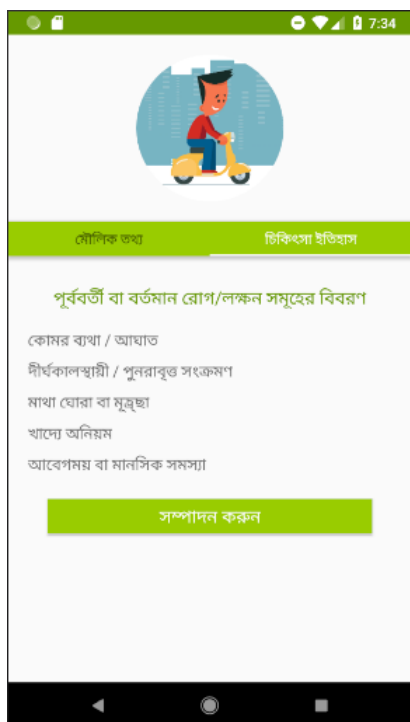 7:34
মৌলিক তথ্য
চিকিৎসা ইতিহাস
পূর্ববর্তী বা বর্তমান রোগ/লক্ষন সমূহের বিবরণ
কোমর ব্যথা / আঘাত
দীর্ঘকালস্থায়ী / পুনরাবৃত্ত সংক্রমণ
মাথা ঘোরা বা মূত্র্ছা
খাদ্যে অনিয়ম
আবেগময় বা মানসিক সমস্যা
সম্পাদন করুন